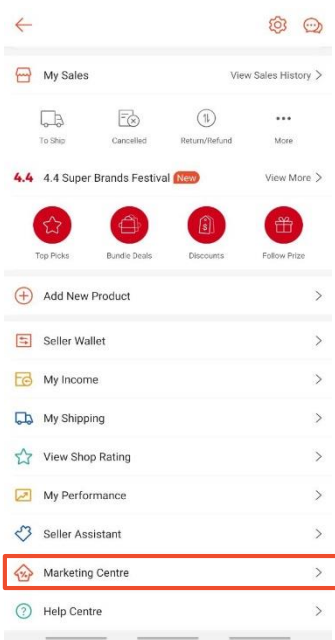 My Sales View Sales History >
To Ship Cancelled Return/Refund More
4.4 4.4 Super Brands Festival New View More >
Top Picks Bundle Deals Discounts Follow Prize
Add New Product
Seller Wallet
My Income
My Shipping
View Shop Rating
My Performance
Seller Assistant
Marketing Centre
Help Centre